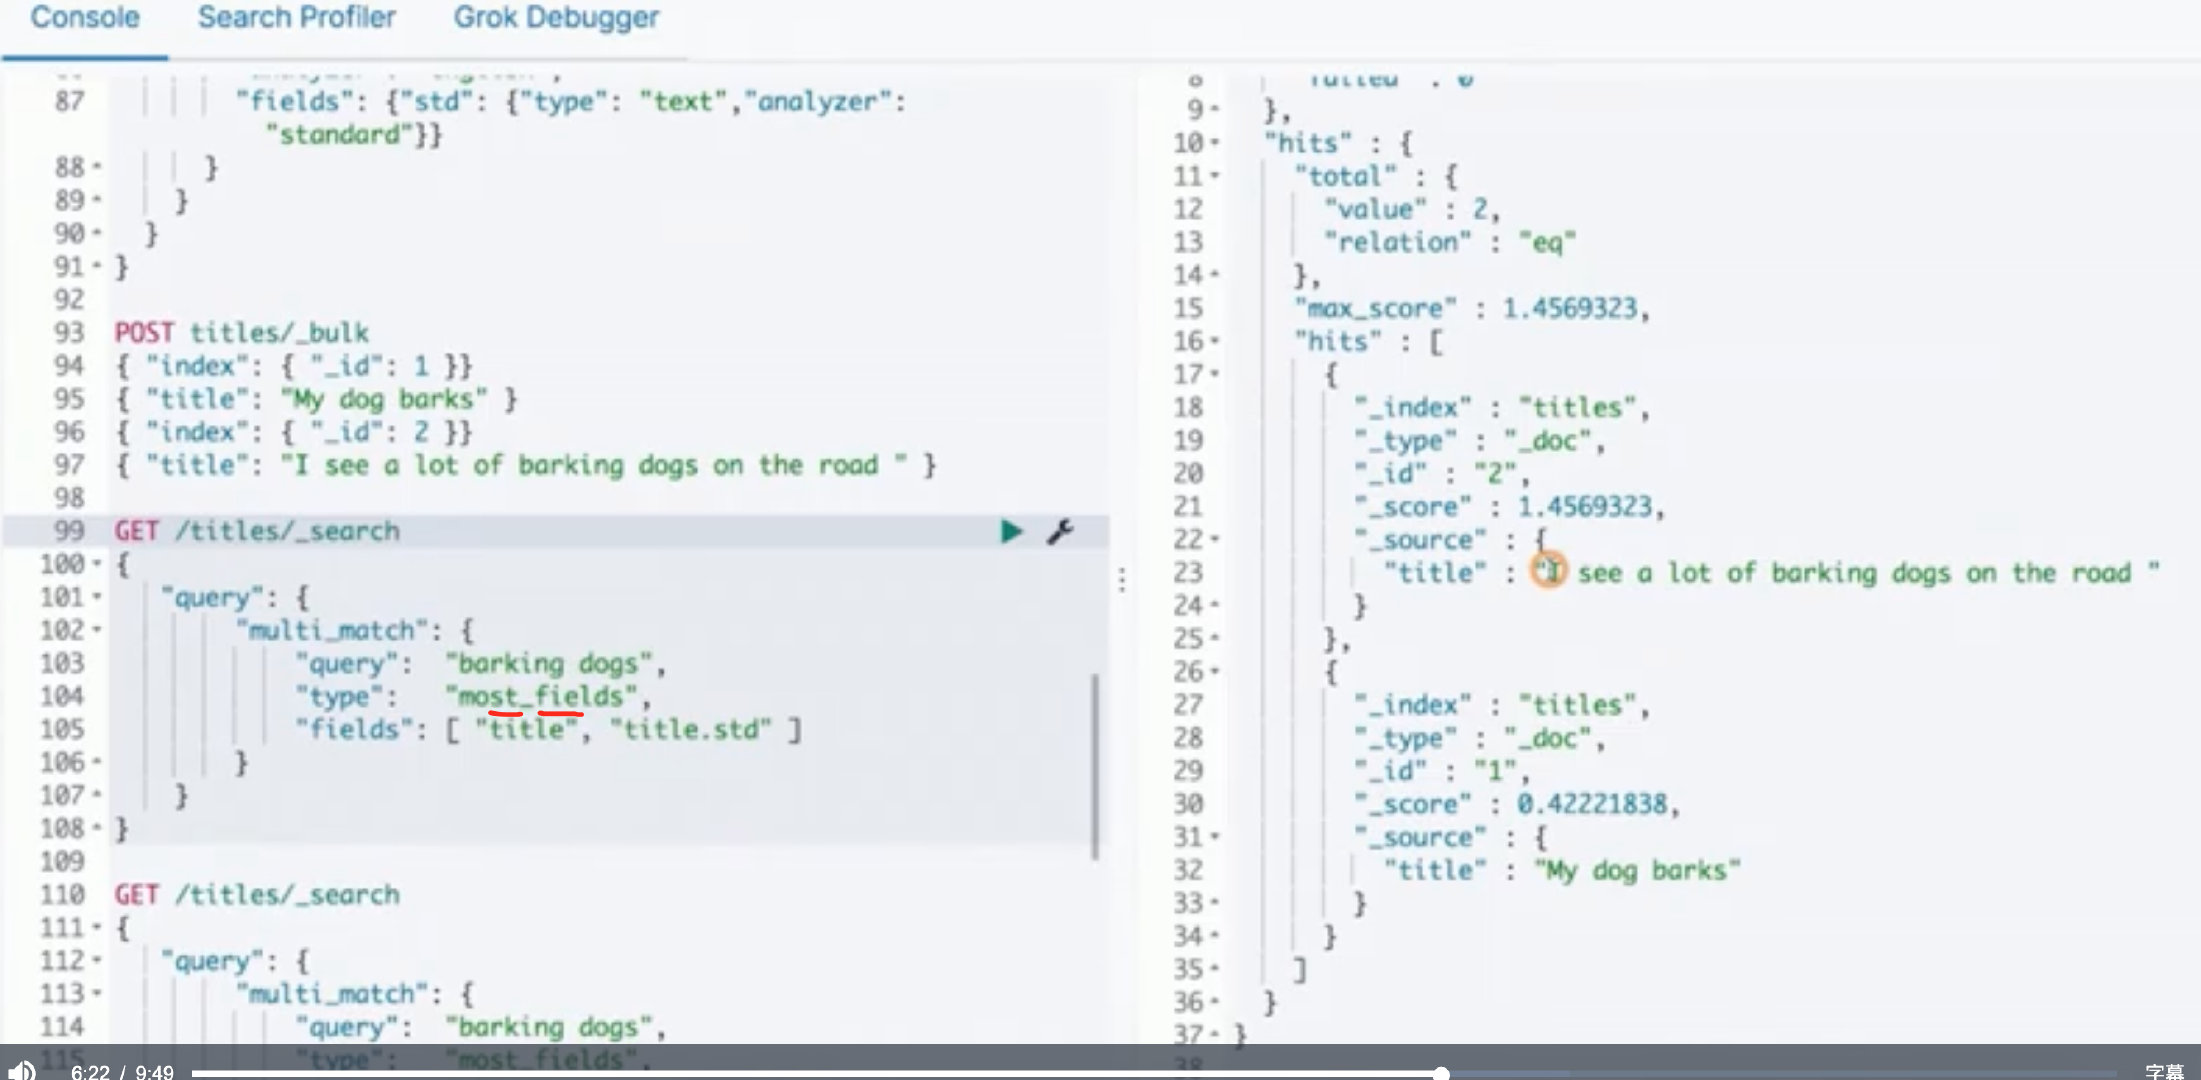 Console Search Profiler Grok Debugger
87 "fields": {"std": {"type": "text","analyzer":
"standard"}}
88 }
89 }
90 }
91 }
92
93 POST titles/_bulk
94 { "index": { "_id": 1 }}
95 { "title": "My dog barks" }
96 { "index": { "_id": 2 }}
97 { "title": "I see a lot of barking dogs on the road " }
98
99 GET /titles/_search
100 {
101 "query": {
102 "multi_match": {
103 "query": "barking dogs",
104 "type": "most_fields",
105 "fields": [ "title", "title.std" ]
106 }
107 }
108 }
109
110 GET /titles/_search
111 {
112 "query": {
113 "multi_match": {
114 "query": "barking dogs",
115 "type": "most_fields",
8 "failed" : 0
9 },
10 "hits" : {
11 "total" : {
12 "value" : 2,
13 "relation" : "eq"
14 },
15 "max_score" : 1.4569323,
16 "hits" : [
17 {
18 "_index" : "titles",
19 "_type" : "_doc",
20 "_id" : "2",
21 "_score" : 1.4569323,
22 "_source" : {
23 "title" : "I see a lot of barking dogs on the road "
24 }
25 },
26 {
27 "_index" : "titles",
28 "_type" : "_doc",
29 "_id" : "1",
30 "_score" : 0.42221838,
31 "_source" : {
32 "title" : "My dog barks"
33 }
34 }
35 ]
36 }
37 }
38
6:22 / 9:49 字幕